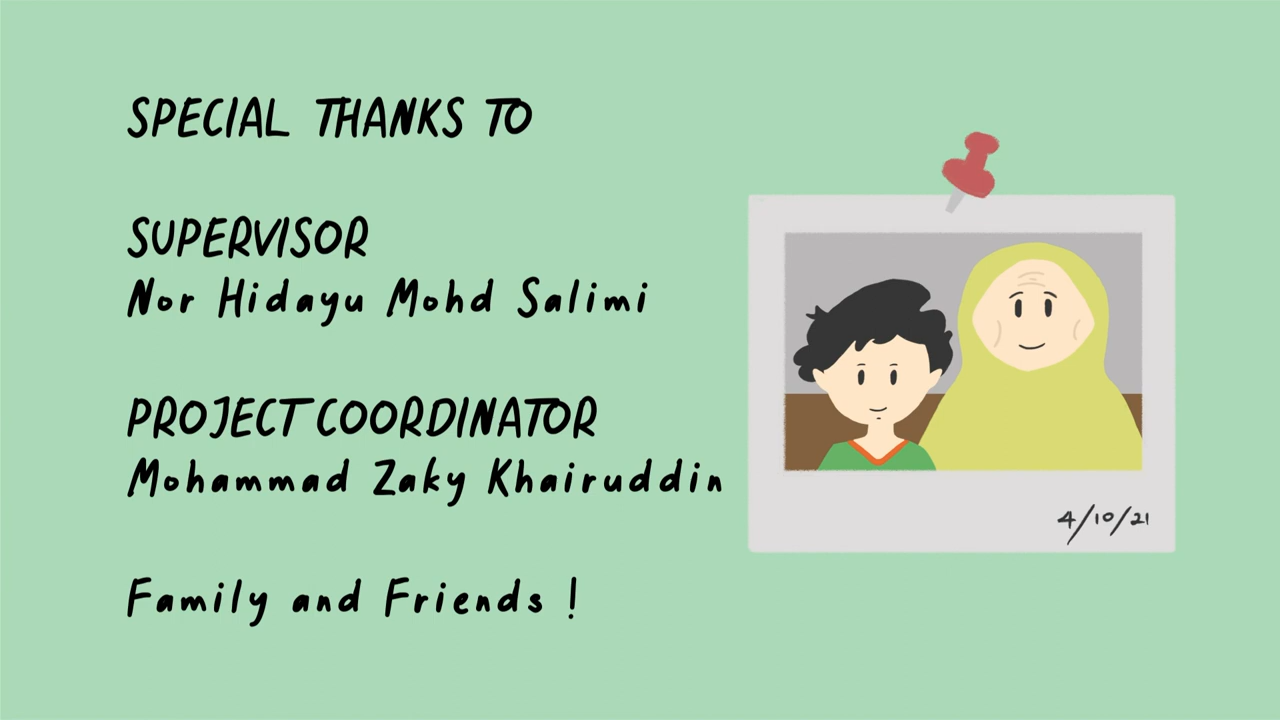 SPECIAL THANKS TO
SUPERVISOR
Nor Hidayu Mohd Salimi
PROJECT COORDINATOR
Mohammad Zaky Khairuddin
Family and Friends !
4/10/21